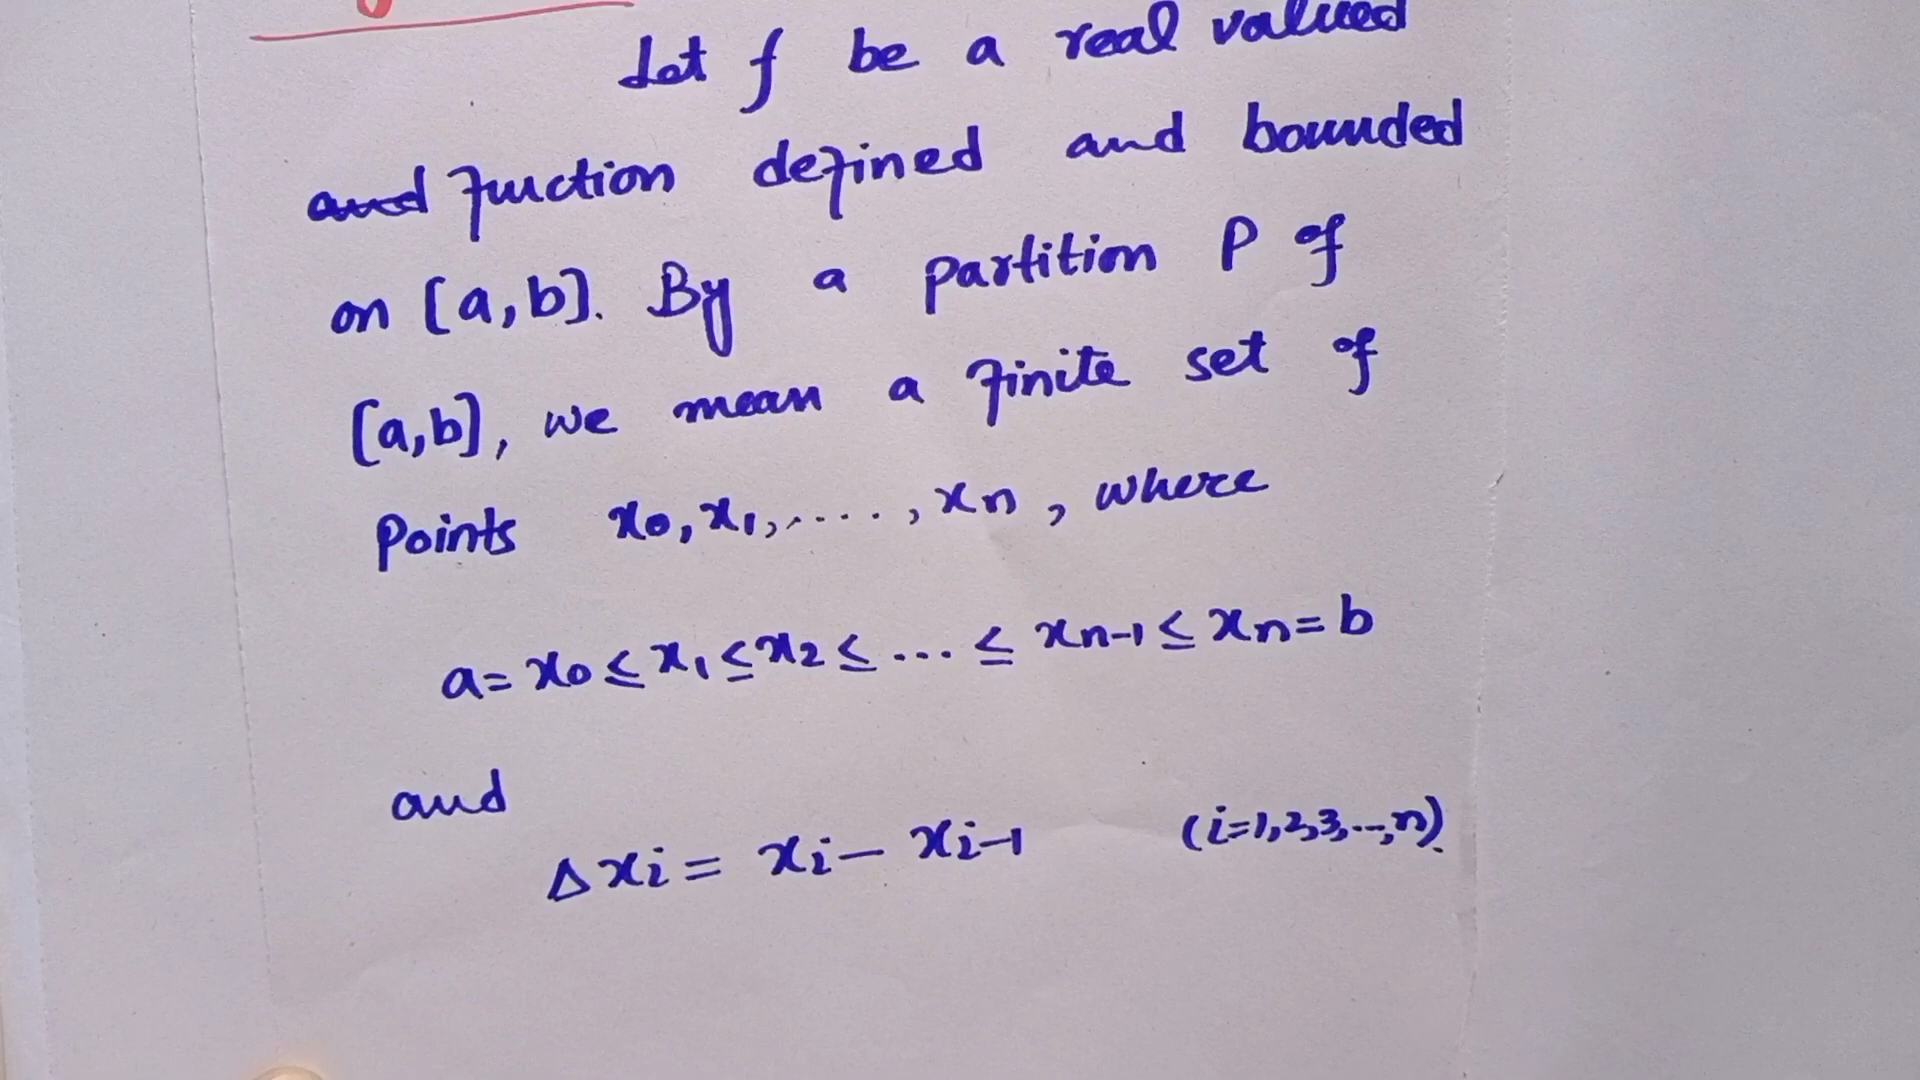 Let f be a real valued
and function defined and bounded
on [a,b]. By a partition P of
[a,b], we mean a finite set of
Points x0, x1, ...., xn, where
a = x0 ≤ x1 ≤ x2 ≤ ... ≤ xn-1 ≤ xn = b
and
Δxi = xi - xi-1 (i=1,2,3,...,n).